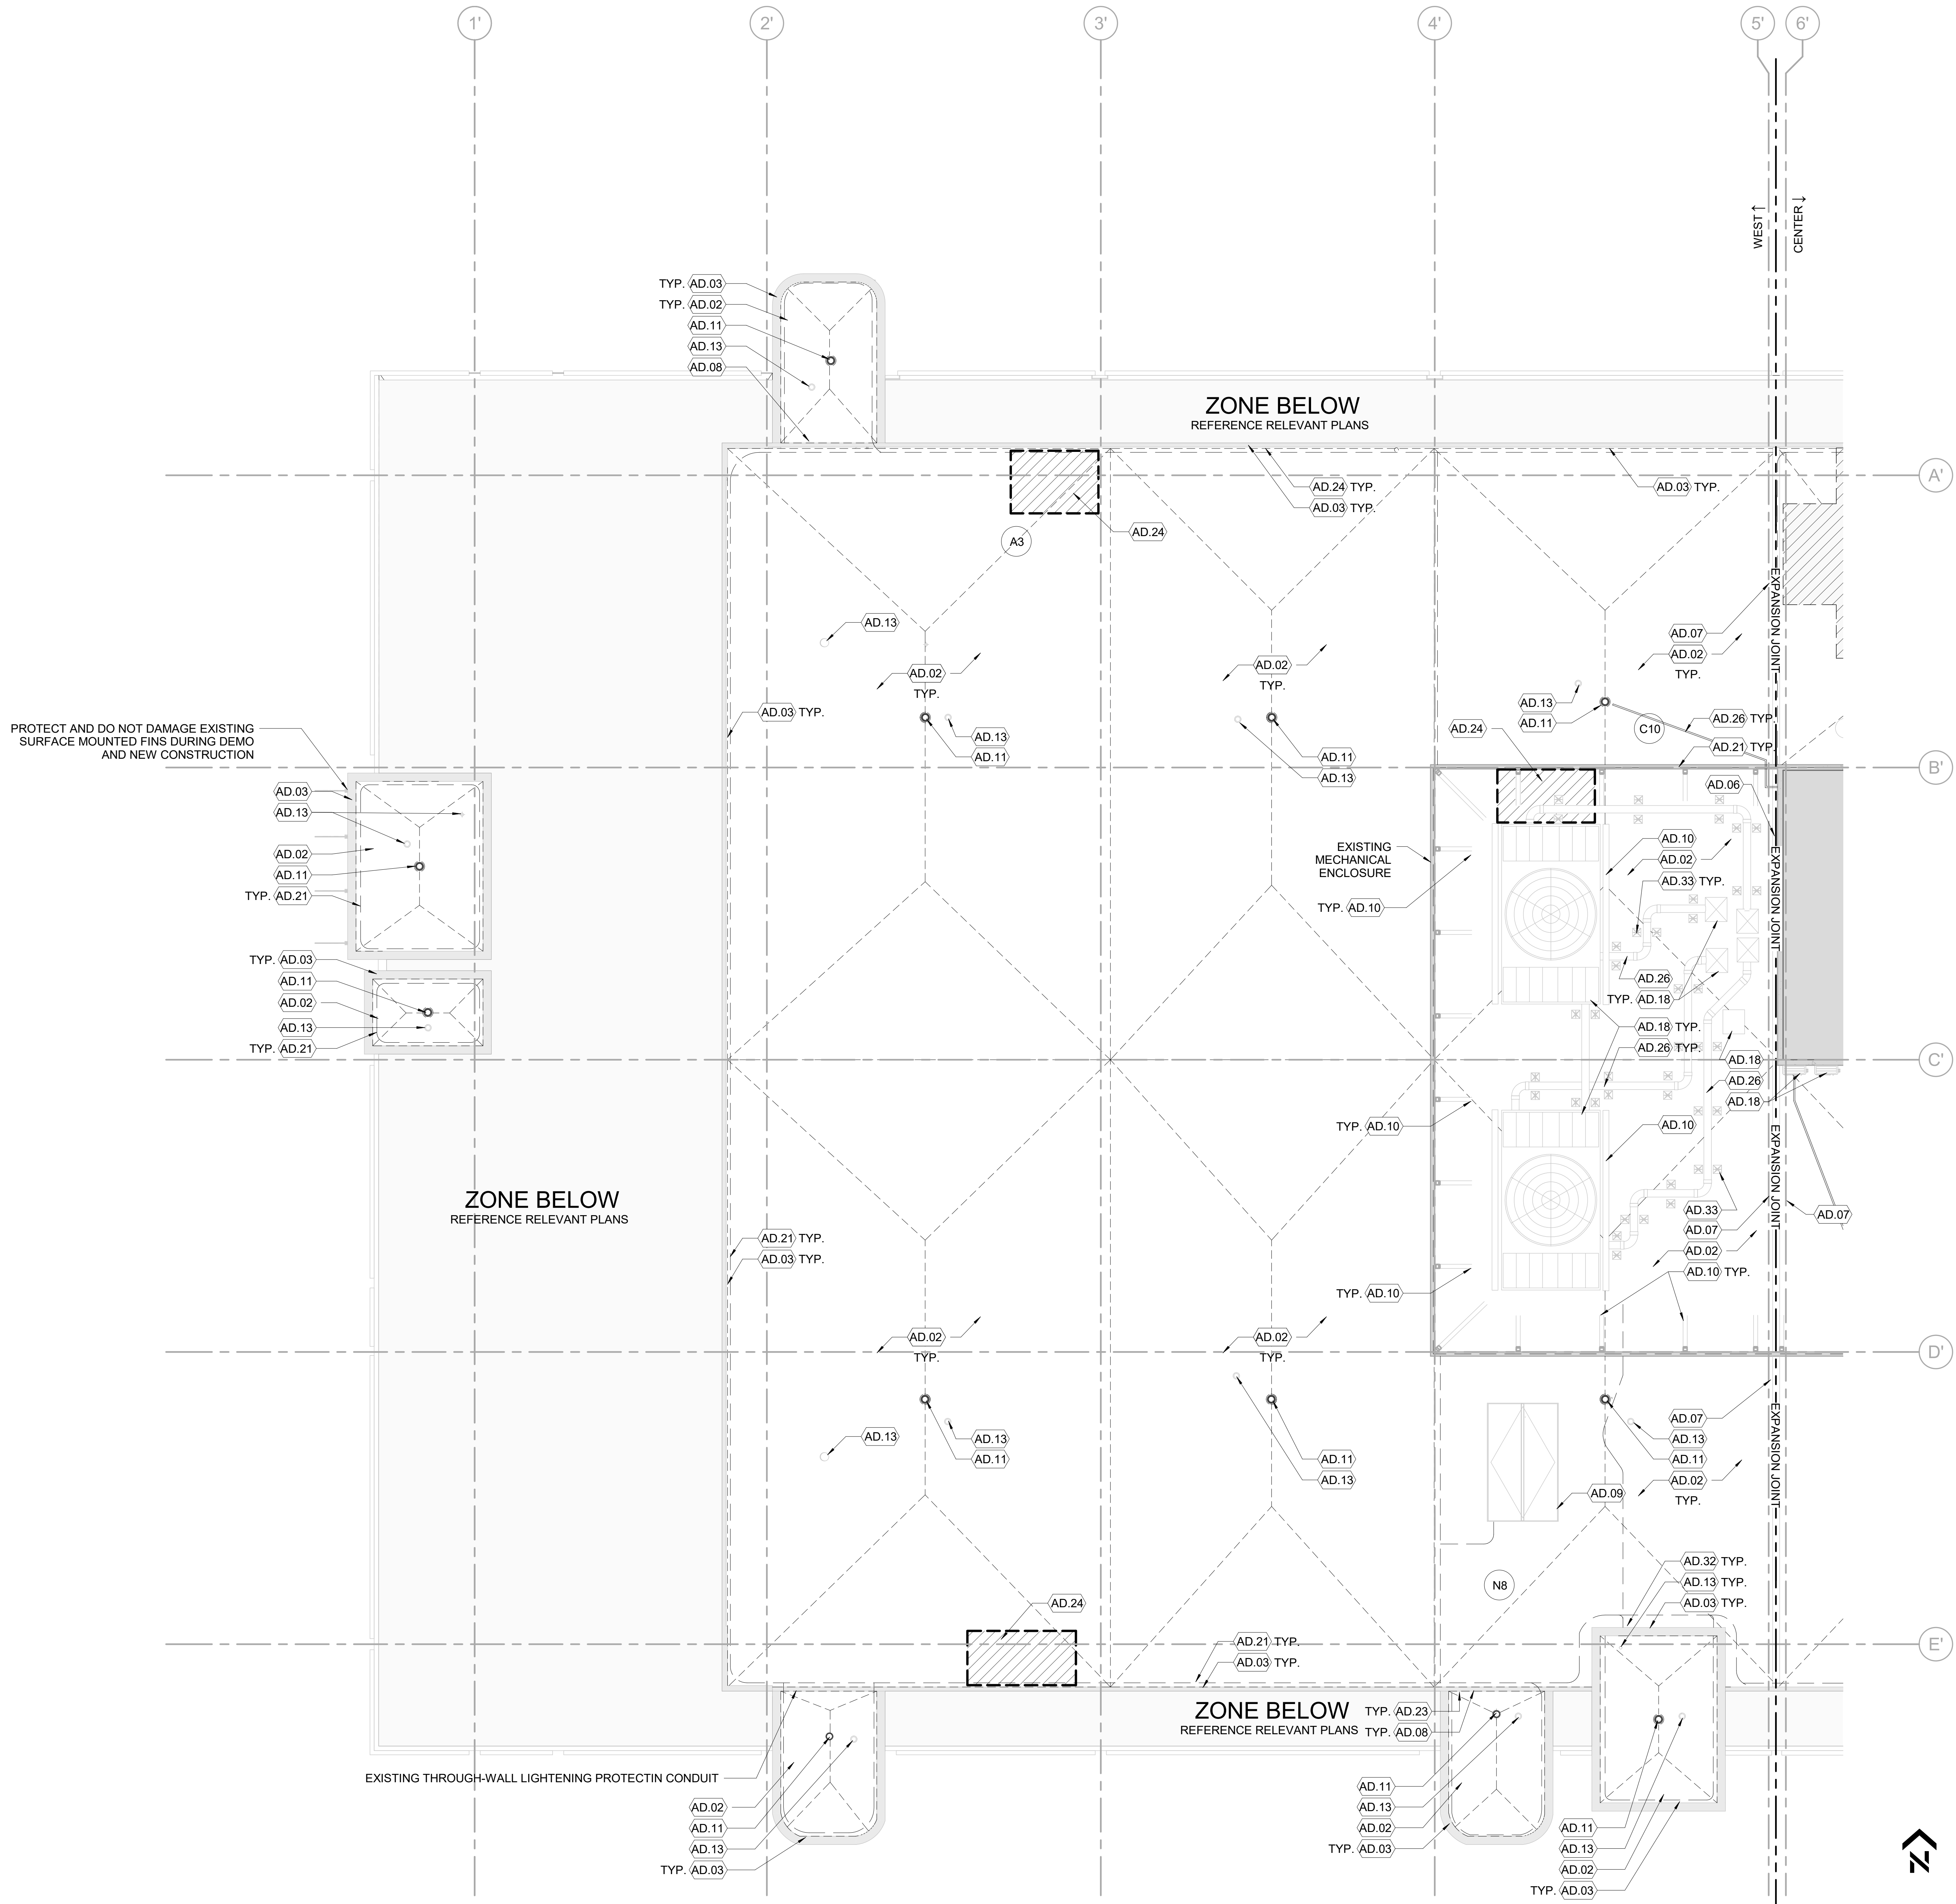 1'
2'
3'
4'
5'
6'
WEST ↑
CENTER ↓
TYP. AD.03
TYP. AD.02
AD.11
AD.13
AD.08
ZONE BELOW
REFERENCE RELEVANT PLANS
A'
AD.24 TYP.
AD.03 TYP.
AD.03 TYP.
AD.24
A3
EXPANSION JOINT
AD.13
AD.07
AD.02
TYP.
AD.02
TYP.
AD.02
TYP.
AD.03 TYP.
AD.13
AD.11
AD.26 TYP.
C10
AD.24
AD.21 TYP.
AD.13
AD.11
AD.11
AD.13
PROTECT AND DO NOT DAMAGE EXISTING
SURFACE MOUNTED FINS DURING DEMO
AND NEW CONSTRUCTION
B'
AD.03
AD.13
AD.02
AD.11
TYP. AD.21
AD.06
AD.10
AD.02
AD.33 TYP.
EXISTING
MECHANICAL
ENCLOSURE
TYP. AD.10
EXPANSION JOINT
TYP. AD.03
AD.11
AD.02
AD.13
TYP. AD.21
AD.26
TYP. AD.18
AD.18 TYP.
AD.26 TYP.
C'
AD.18
AD.26
AD.18
TYP. AD.10
AD.10
EXPANSION JOINT
ZONE BELOW
REFERENCE RELEVANT PLANS
AD.33
AD.07
AD.07
AD.02
AD.10 TYP.
AD.21 TYP.
AD.03 TYP.
TYP. AD.10
AD.02
TYP.
AD.02
TYP.
D'
AD.13
AD.13
AD.11
AD.11
AD.13
AD.07
AD.13
AD.11
AD.02
TYP.
EXPANSION JOINT
AD.09
N8
AD.32 TYP.
AD.13 TYP.
AD.03 TYP.
AD.24
E'
AD.21 TYP.
AD.03 TYP.
ZONE BELOW
REFERENCE RELEVANT PLANS
TYP. AD.23
TYP. AD.08
EXISTING THROUGH-WALL LIGHTENING PROTECTIN CONDUIT
AD.02
AD.11
AD.13
TYP. AD.03
AD.11
AD.13
AD.02
TYP. AD.03
AD.11
AD.13
AD.02
TYP. AD.03
N